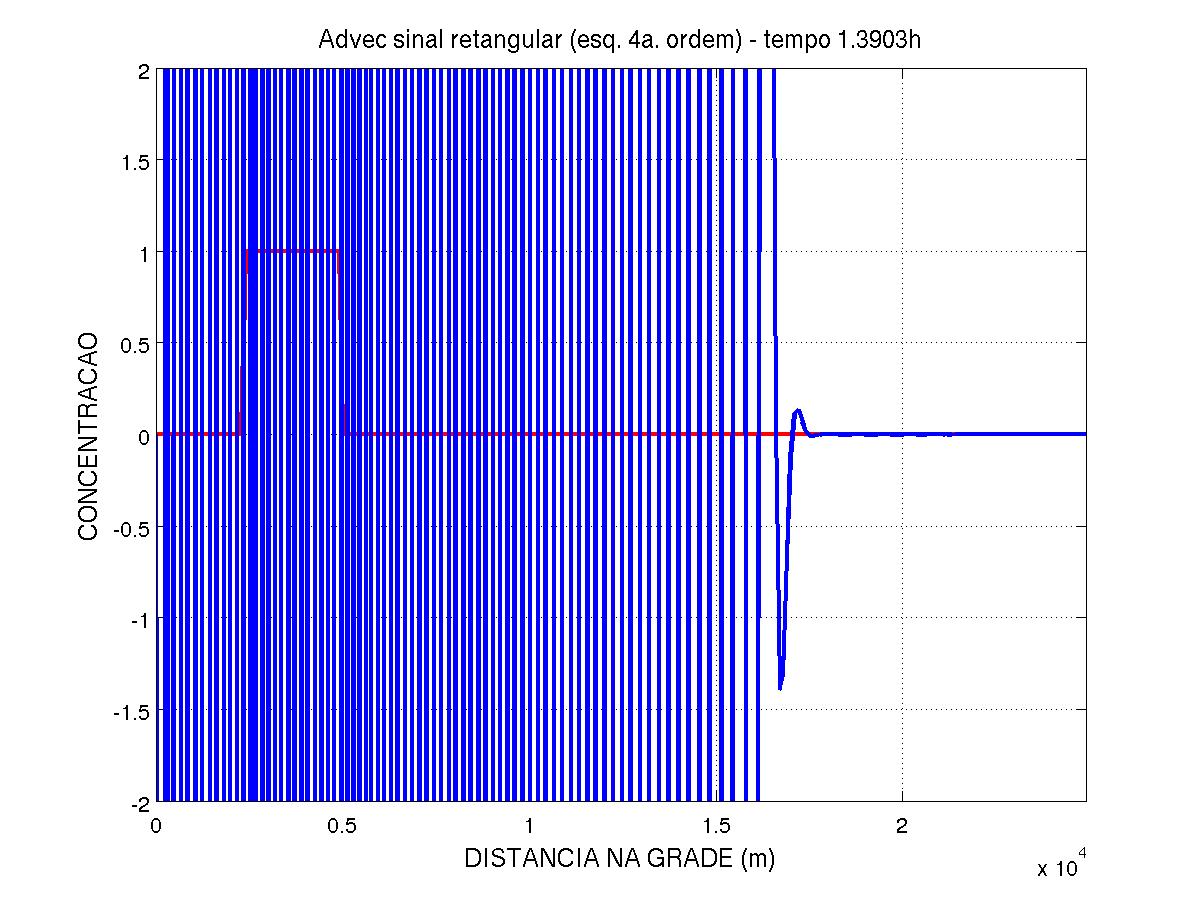 Advec sinal retangular (esq. 4a. ordem) - tempo 1.3903h
2
1.5
1
0.5
0
-0.5
-1
-1.5
-2
CONCENTRACAO
0 0.5 1 1.5 2
DISTANCIA NA GRADE (m)
x 10^4